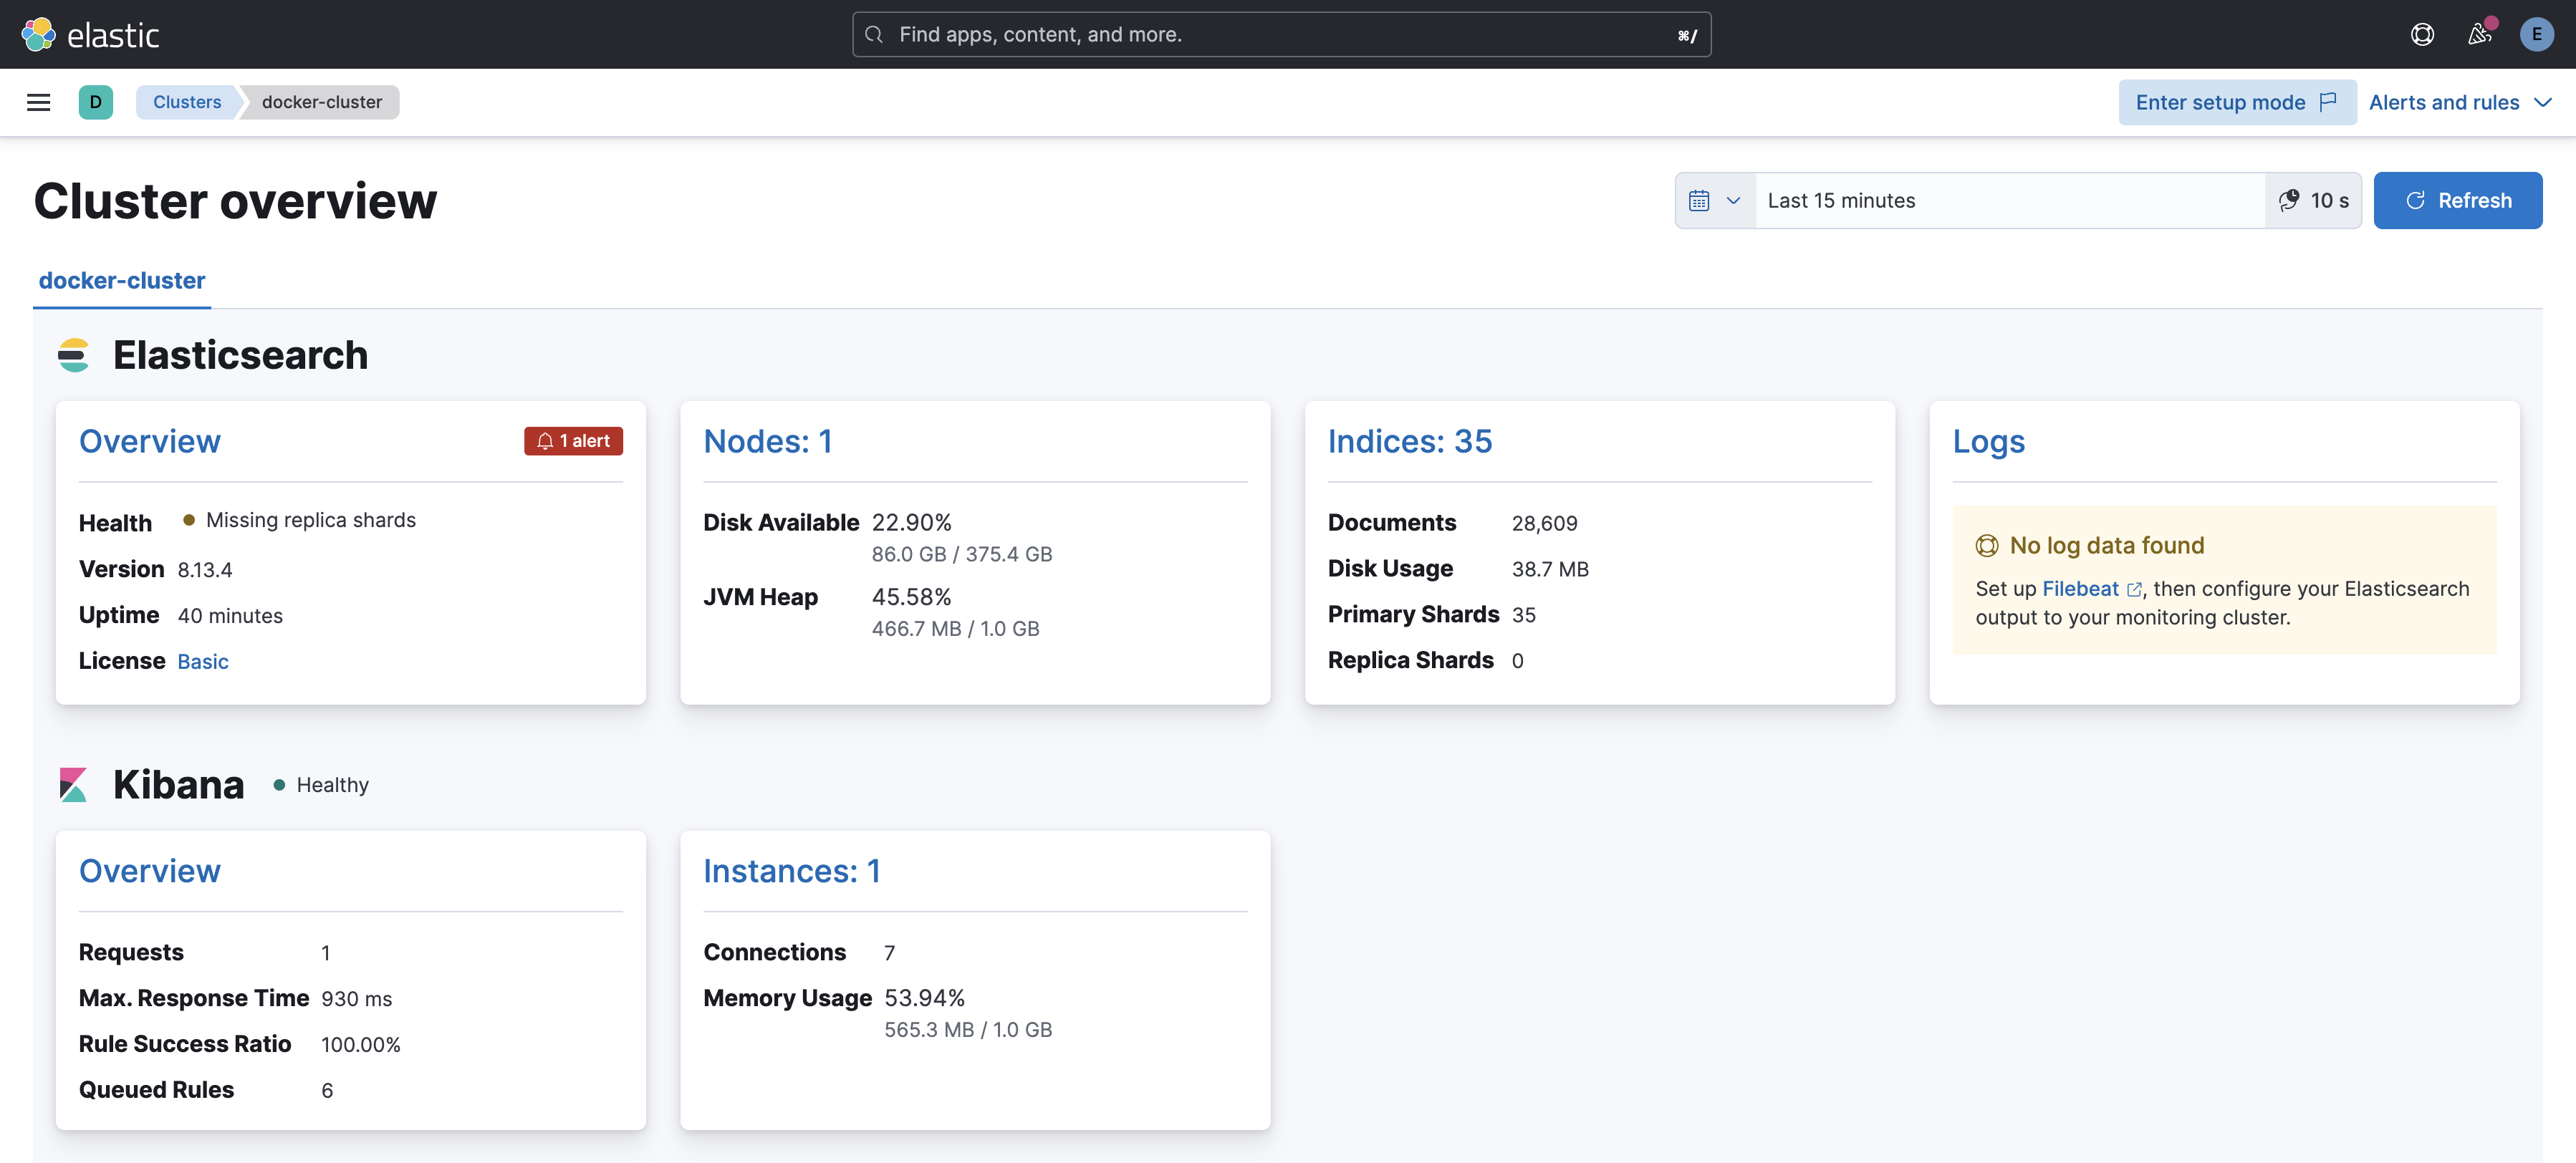 elastic
Find apps, content, and more.
⌘/
E
D
Clusters
docker-cluster
Enter setup mode
Alerts and rules
Cluster overview
Last 15 minutes
10 s
Refresh
docker-cluster
Elasticsearch
Overview
1 alert
Health Missing replica shards
Version 8.13.4
Uptime 40 minutes
License Basic
Nodes: 1
Disk Available 22.90%
86.0 GB / 375.4 GB
JVM Heap 45.58%
466.7 MB / 1.0 GB
Indices: 35
Documents 28,609
Disk Usage 38.7 MB
Primary Shards 35
Replica Shards 0
Logs
No log data found
Set up Filebeat , then configure your Elasticsearch
output to your monitoring cluster.
Kibana
Healthy
Overview
Requests 1
Max. Response Time 930 ms
Rule Success Ratio 100.00%
Queued Rules 6
Instances: 1
Connections 7
Memory Usage 53.94%
565.3 MB / 1.0 GB